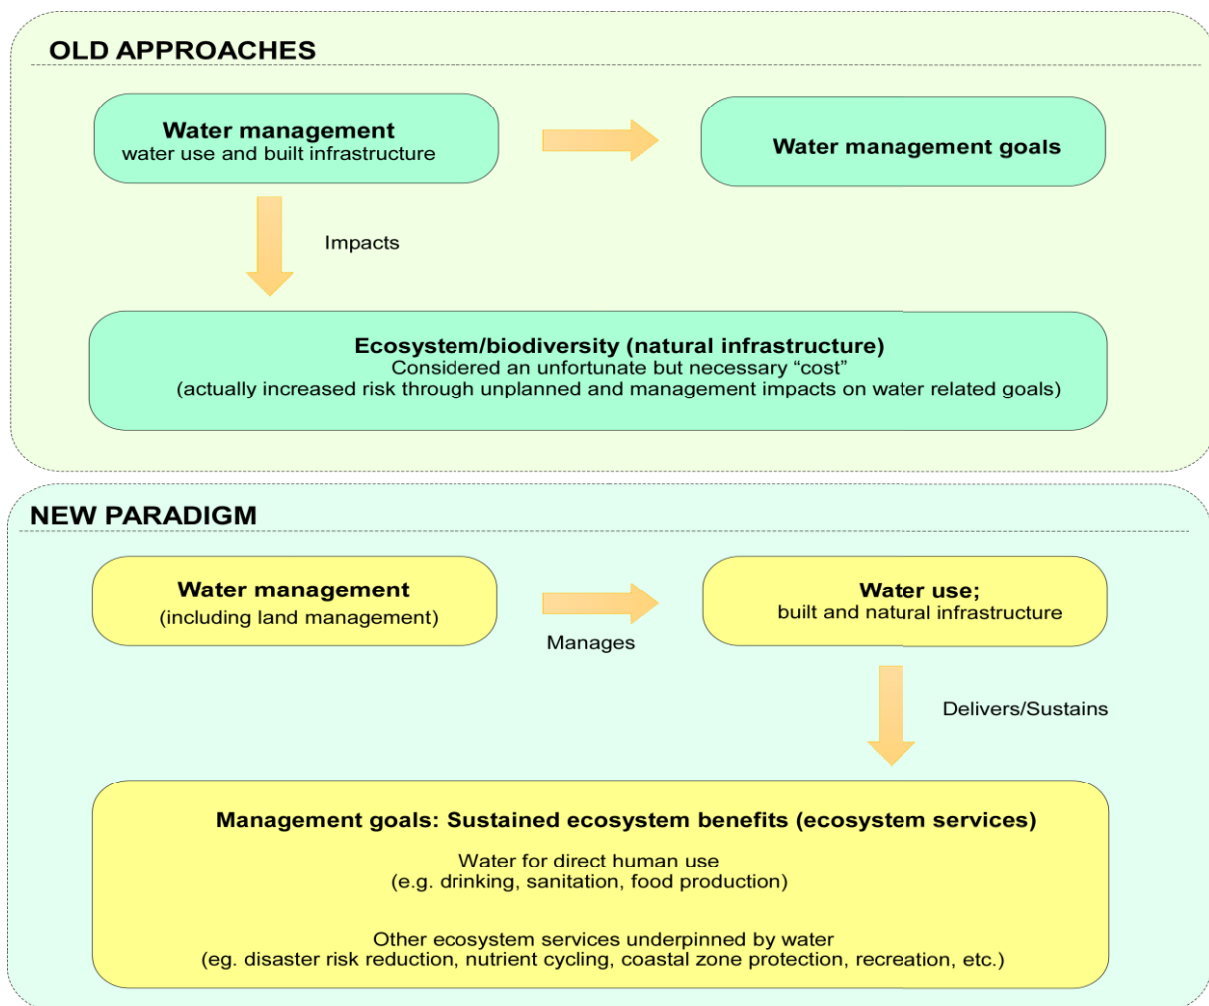 OLD APPROACHES
Water management
water use and built infrastructure
Water management goals
Impacts
Ecosystem/biodiversity (natural infrastructure)
Considered an unfortunate but necessary “cost”
(actually increased risk through unplanned and management impacts on water related goals)
NEW PARADIGM
Water management
(including land management)
Manages
Water use;
built and natural infrastructure
Delivers/Sustains
Management goals: Sustained ecosystem benefits (ecosystem services)
Water for direct human use
(e.g. drinking, sanitation, food production)
Other ecosystem services underpinned by water
(eg. disaster risk reduction, nutrient cycling, coastal zone protection, recreation, etc.)